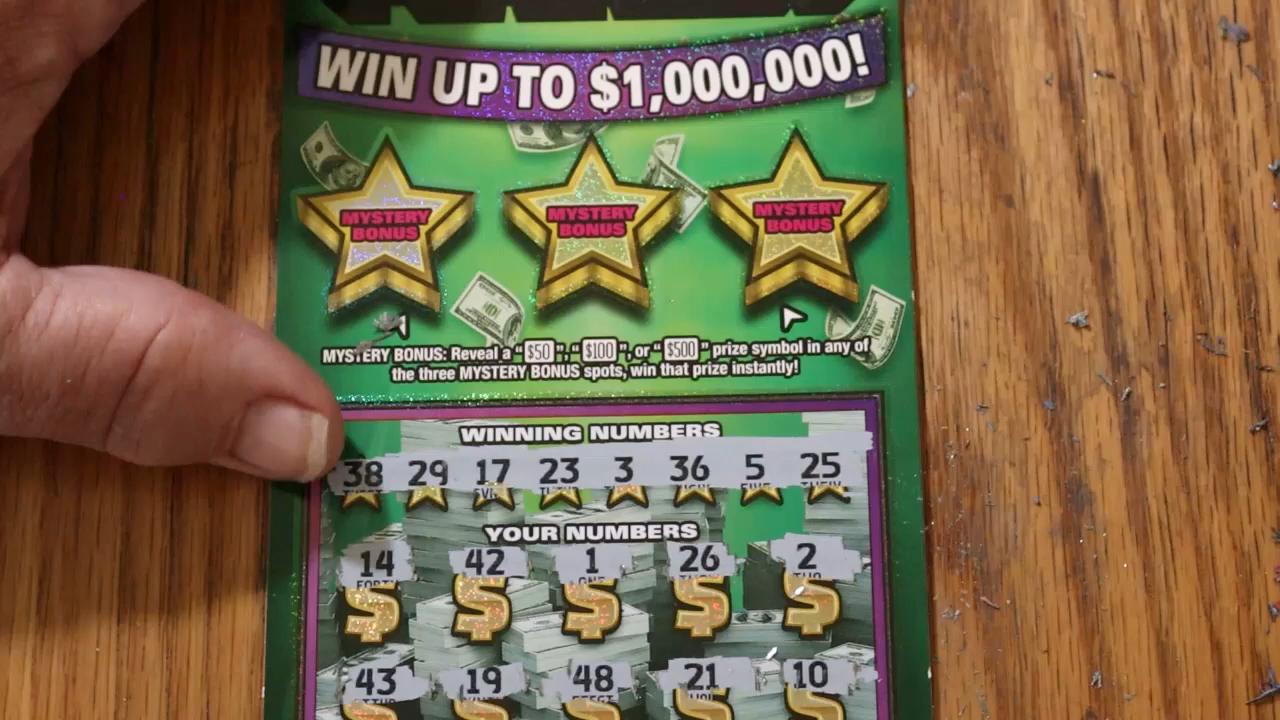 WIN UP TO $1,000,000!
MYSTERY BONUS
MYSTERY BONUS
MYSTERY BONUS
MYSTERY BONUS: Reveal a "$50", "$100", or "$500" prize symbol in any of
the three MYSTERY BONUS spots, win that prize instantly!
WINNING NUMBERS
38 29 17 23 3 36 5 25
YOUR NUMBERS
14 42 1 26 2
$ $ $ $ $
43 19 48 21 10